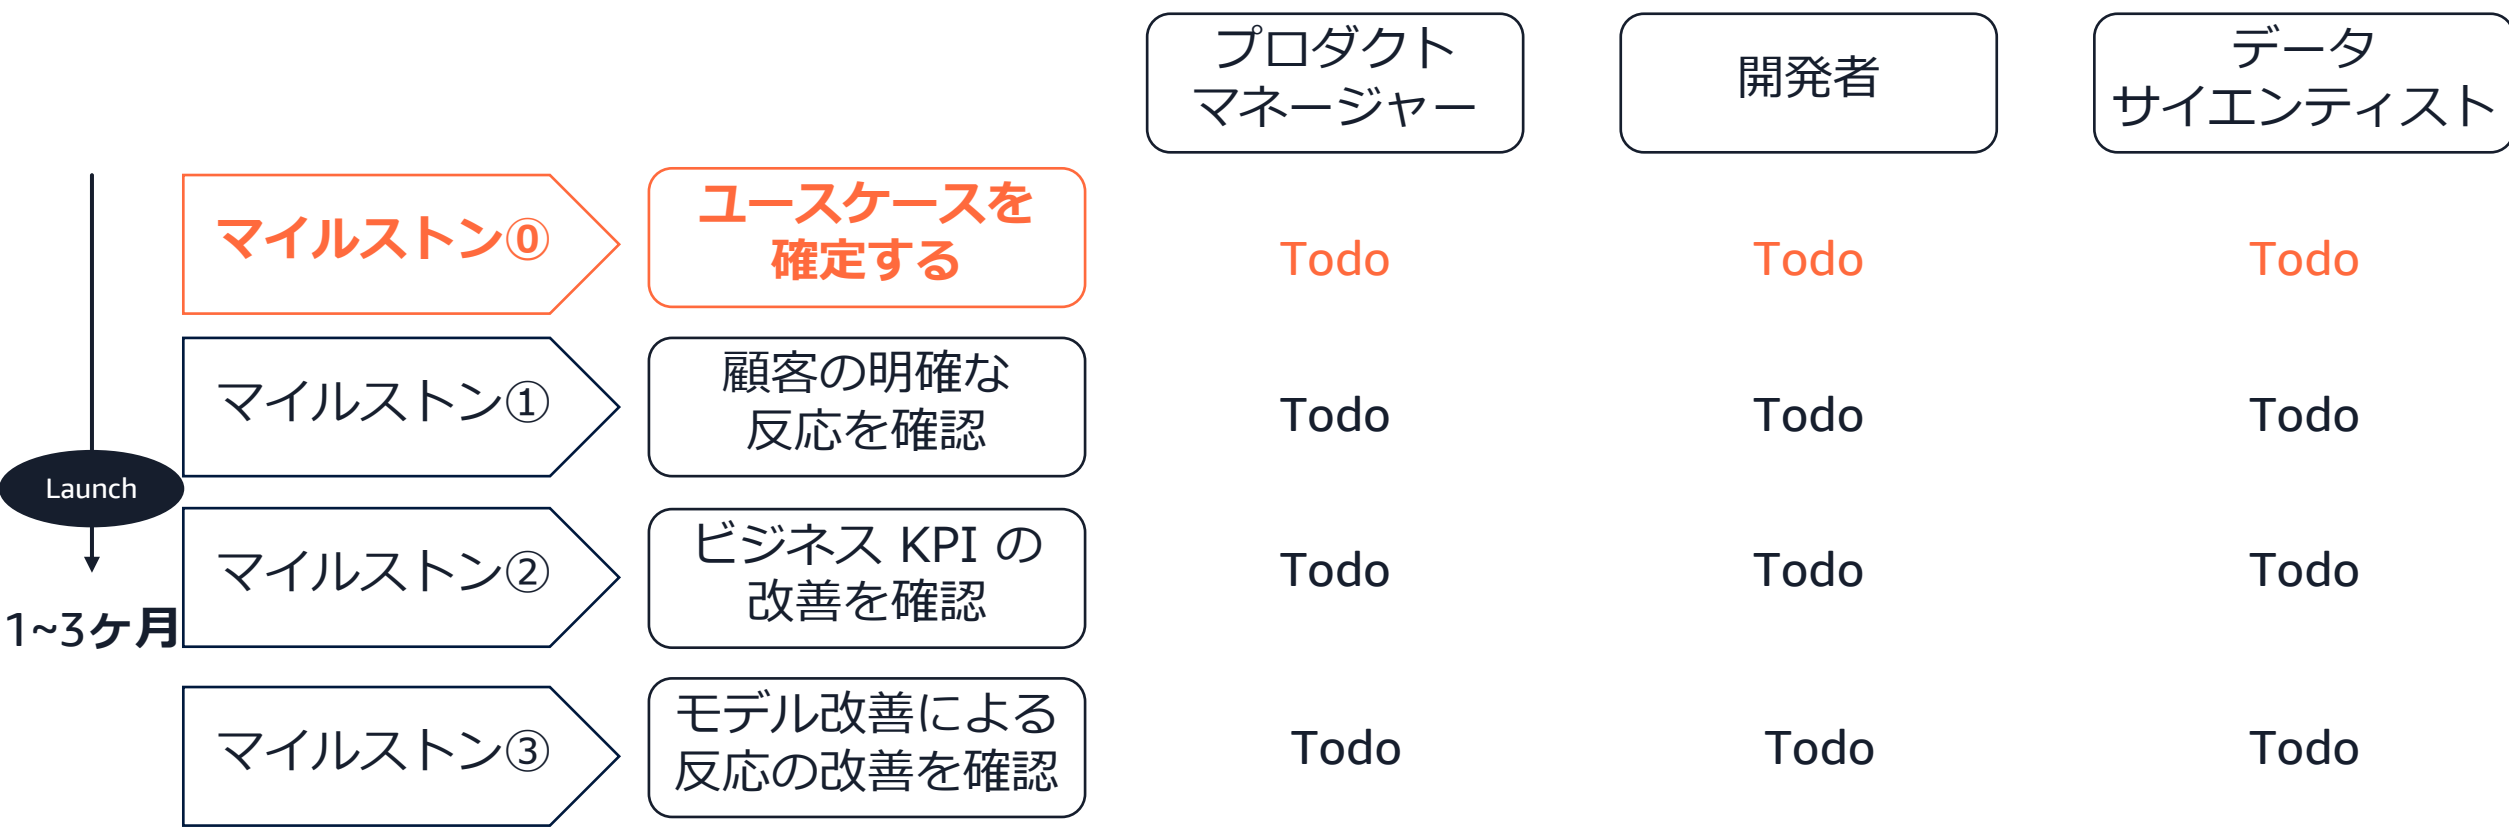 プロダクト
マネージャー
開発者
データ
サイエンティスト
マイルストン⓪
ユースケースを
確定する
Todo
Todo
Todo
マイルストン①
顧客の明確な
反応を確認
Todo
Todo
Todo
Launch
マイルストン②
ビジネス KPI の
改善を確認
Todo
Todo
Todo
1~3ヶ月
マイルストン③
モデル改善による
反応の改善を確認
Todo
Todo
Todo